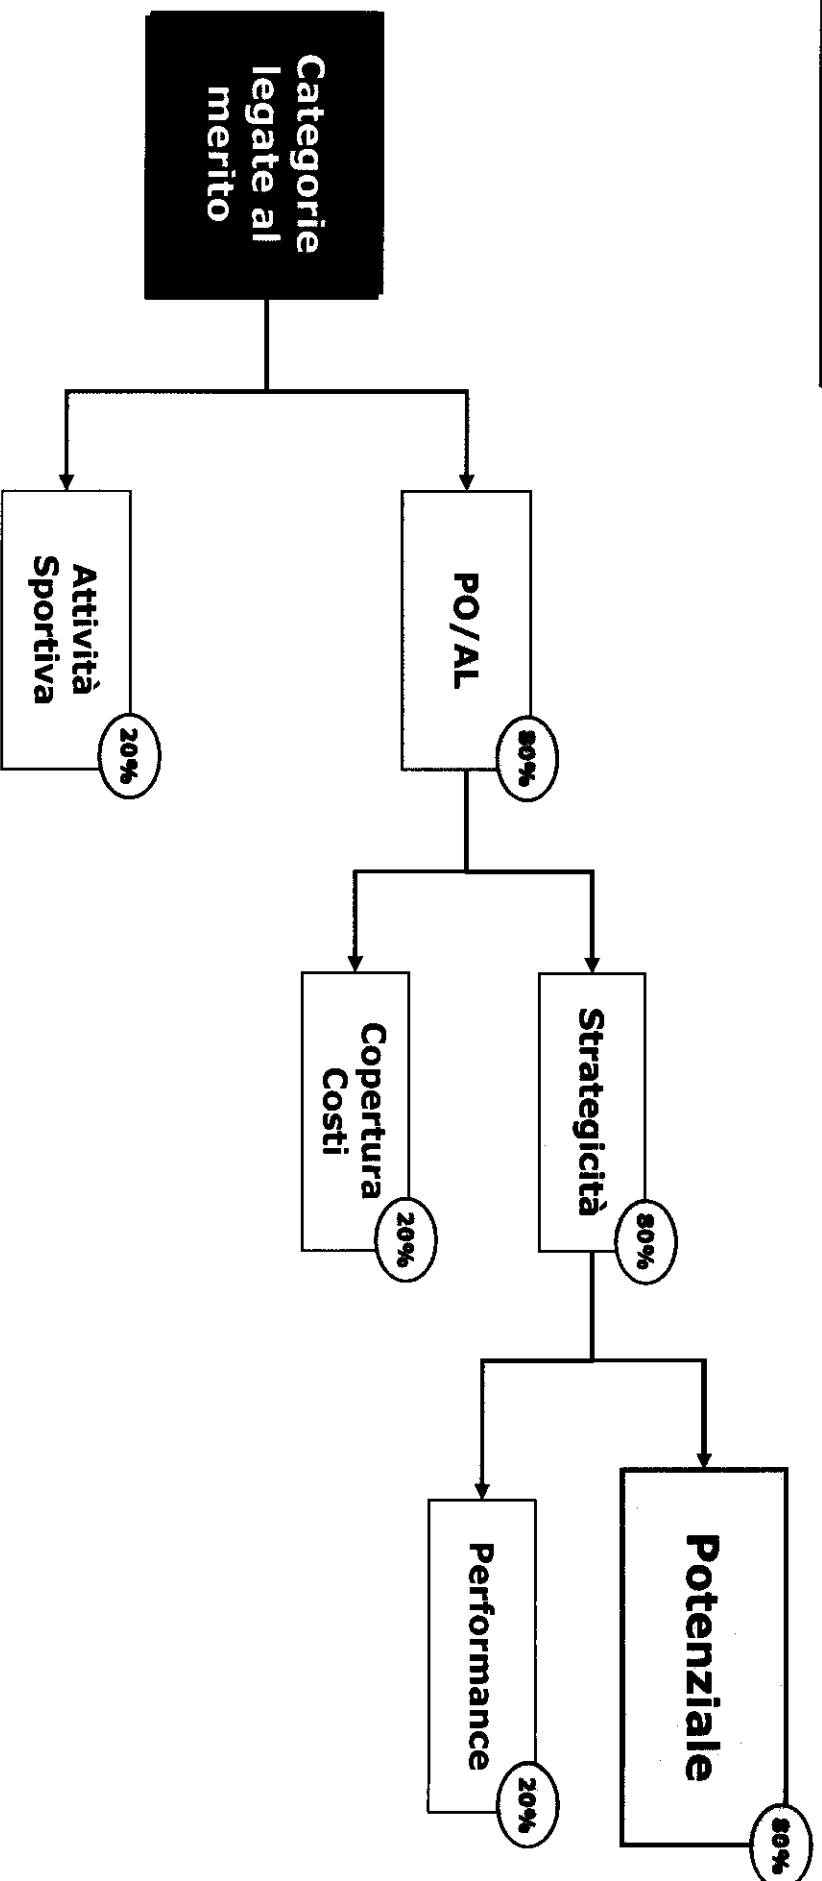 Categorie
legate al
merito
PO/AL
80%
Attività
Sportiva
20%
Strategicità
80%
Copertura
Costi
20%
Potenziale
80%
Performance
20%